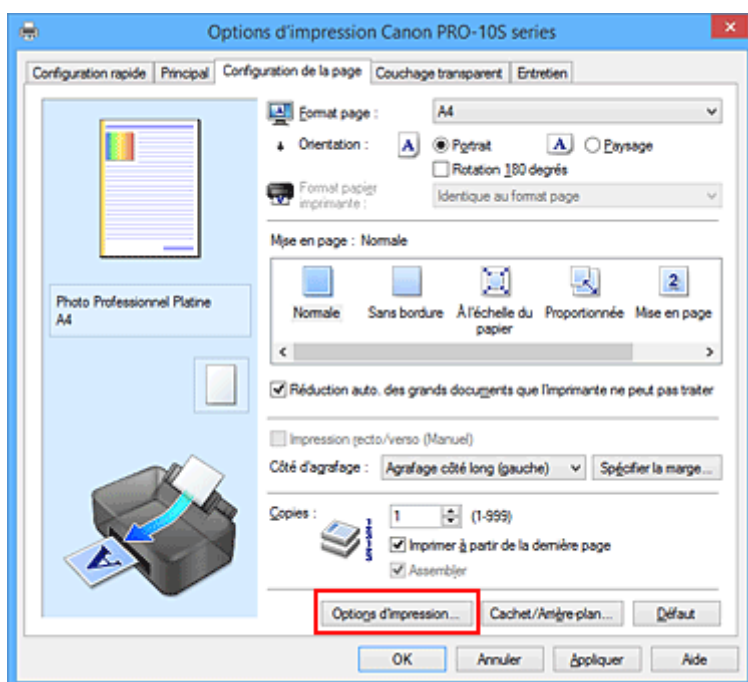 Options d'impression Canon PRO-10S series
Configuration rapide Principal Configuration de la page Couchage transparent Entretien
Format page : A4
Orientation : A Portrait A Paysage
Rotation 180 degrés
Format papier imprimante : Identique au format page
Mise en page : Normale
Photo Professionnel Platine
A4
Normale Sans bordure À l'échelle du papier Proportionnée Mise en page
2
Réduction auto. des grands documents que l'imprimante ne peut pas traiter
Impression recto/verso (Manuel)
Côté d'agrafage : Agrafage côté long (gauche) Spécifier la marge...
Copies : 1 (1-999)
Imprimer à partir de la dernière page
Assembler
A
Options d'impression... Cachet/Arrière-plan... Défaut
OK Annuler Appliquer Aide